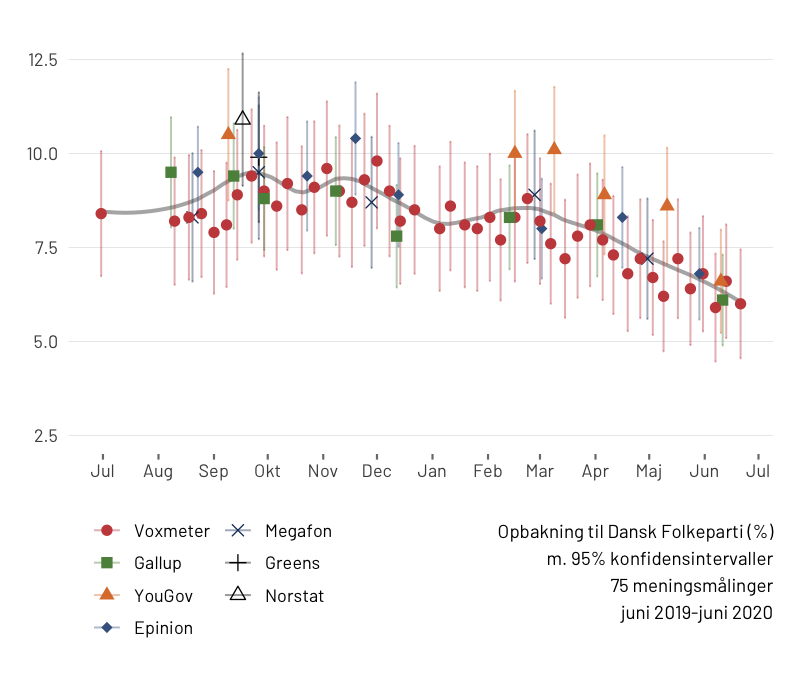 12.5
10.0
7.5
5.0
2.5
Jul Aug Sep Okt Nov Dec Jan Feb Mar Apr Maj Jun Jul
Voxmeter Megafon
Gallup Greens
YouGov Norstat
Epinion
Opbakning til Dansk Folkeparti (%)
m. 95% konfidensintervaller
75 meningsmålinger
juni 2019-juni 2020